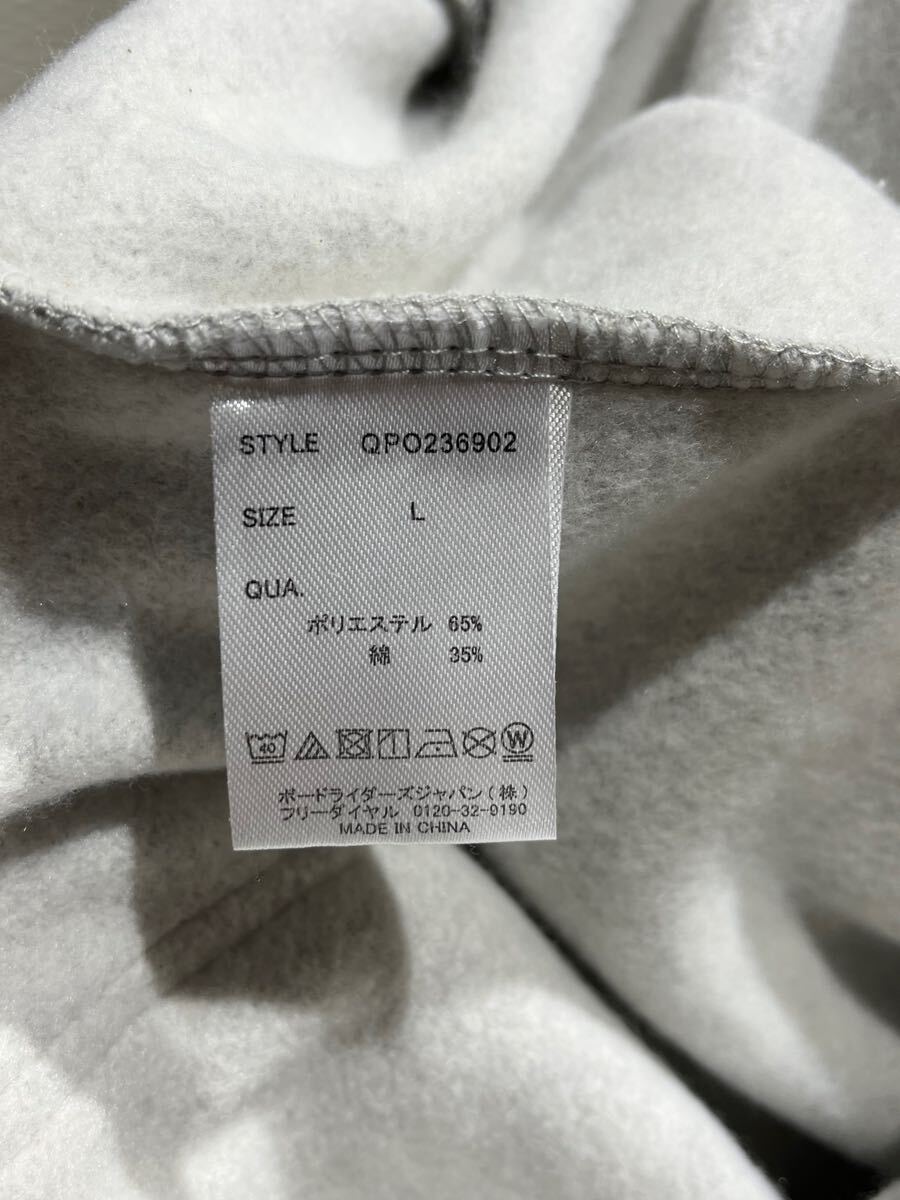 STYLE QPO236902
SIZE L
QUA.
ポリエステル 65%
綿 35%
40 W
ボードライダーズジャパン(株)
フリーダイヤル 0120-32-9190
MADE IN CHINA